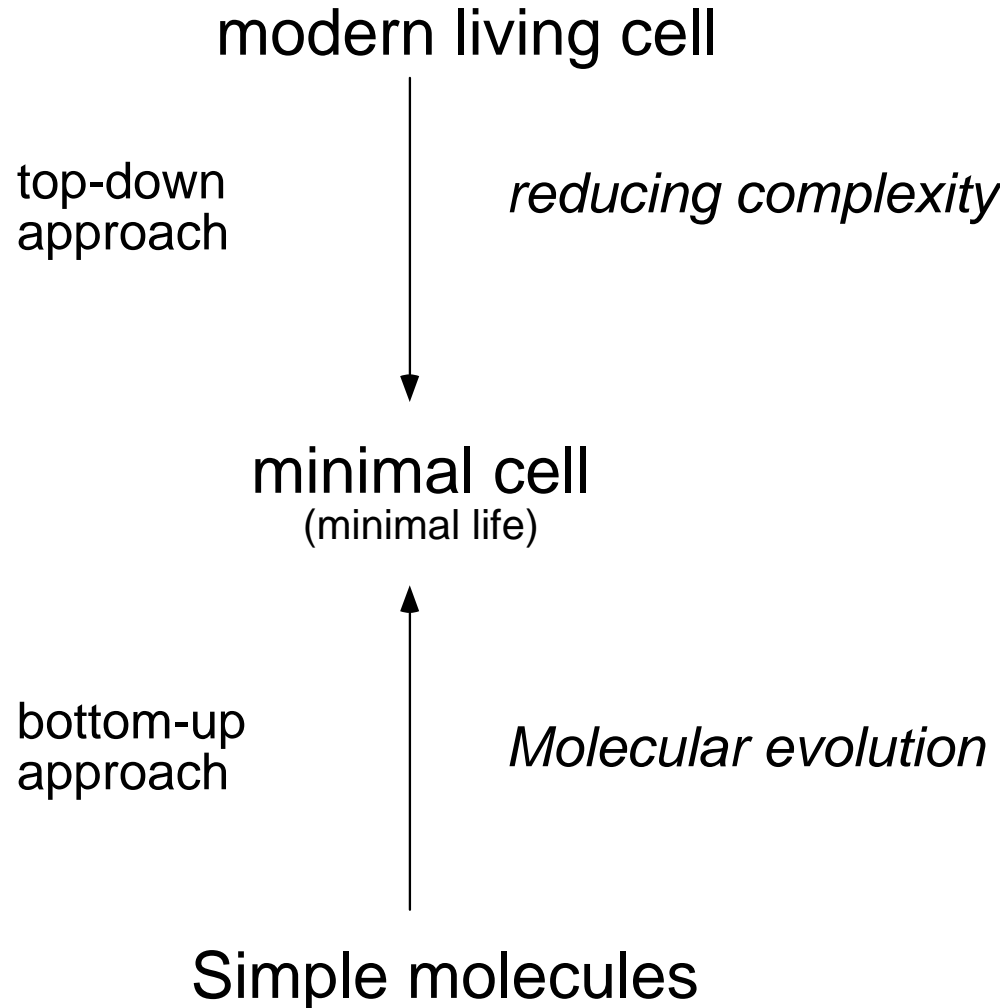 modern living cell
top-down
approach
reducing complexity
minimal cell
(minimal life)
bottom-up
approach
Molecular evolution
Simple molecules